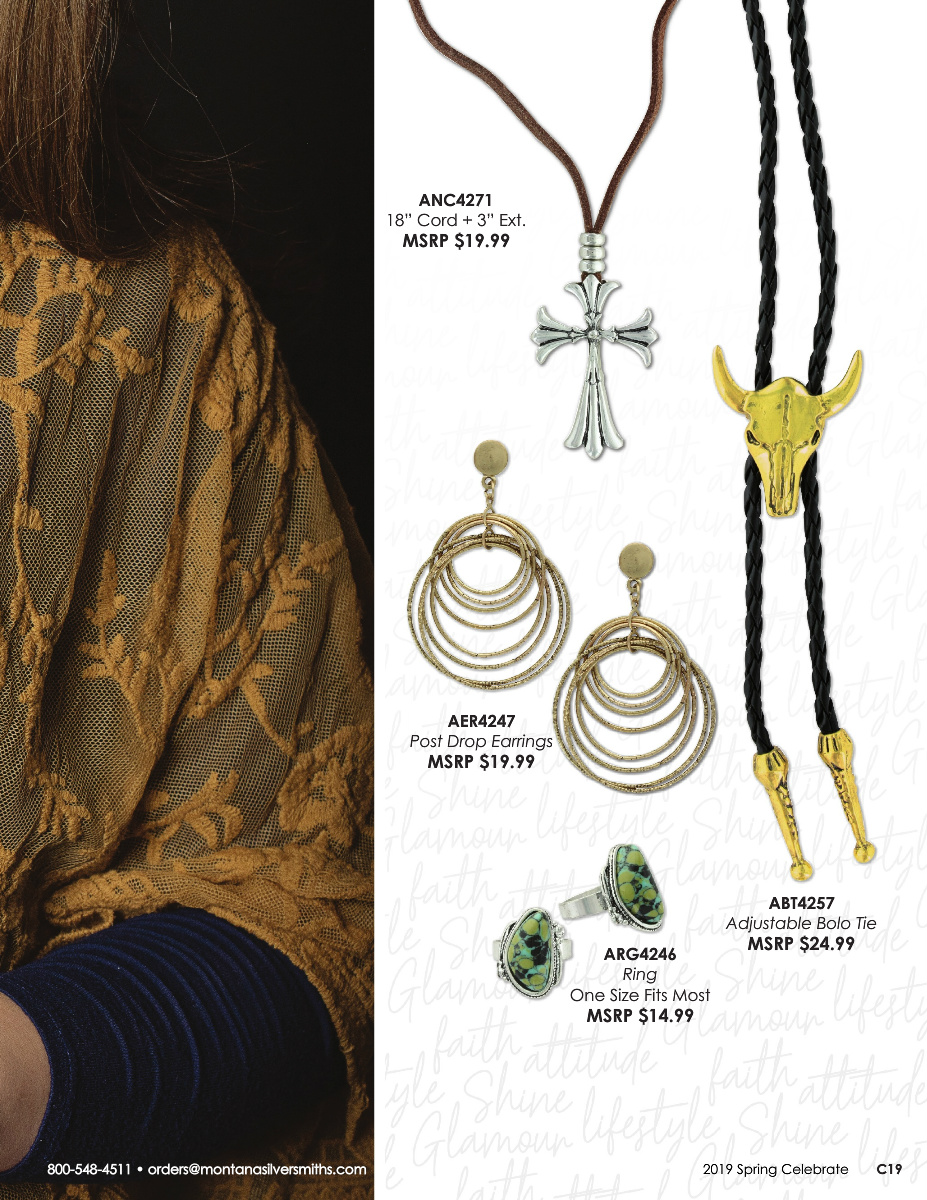 ANC4271
18” Cord + 3” Ext.
MSRP $19.99
AER4247
Post Drop Earrings
MSRP $19.99
ABT4257
Adjustable Bolo Tie
MSRP $24.99
ARG4246
Ring
One Size Fits Most
MSRP $14.99
800-548-4511 • orders@montanasilversmiths.com
2019 Spring Celebrate C19